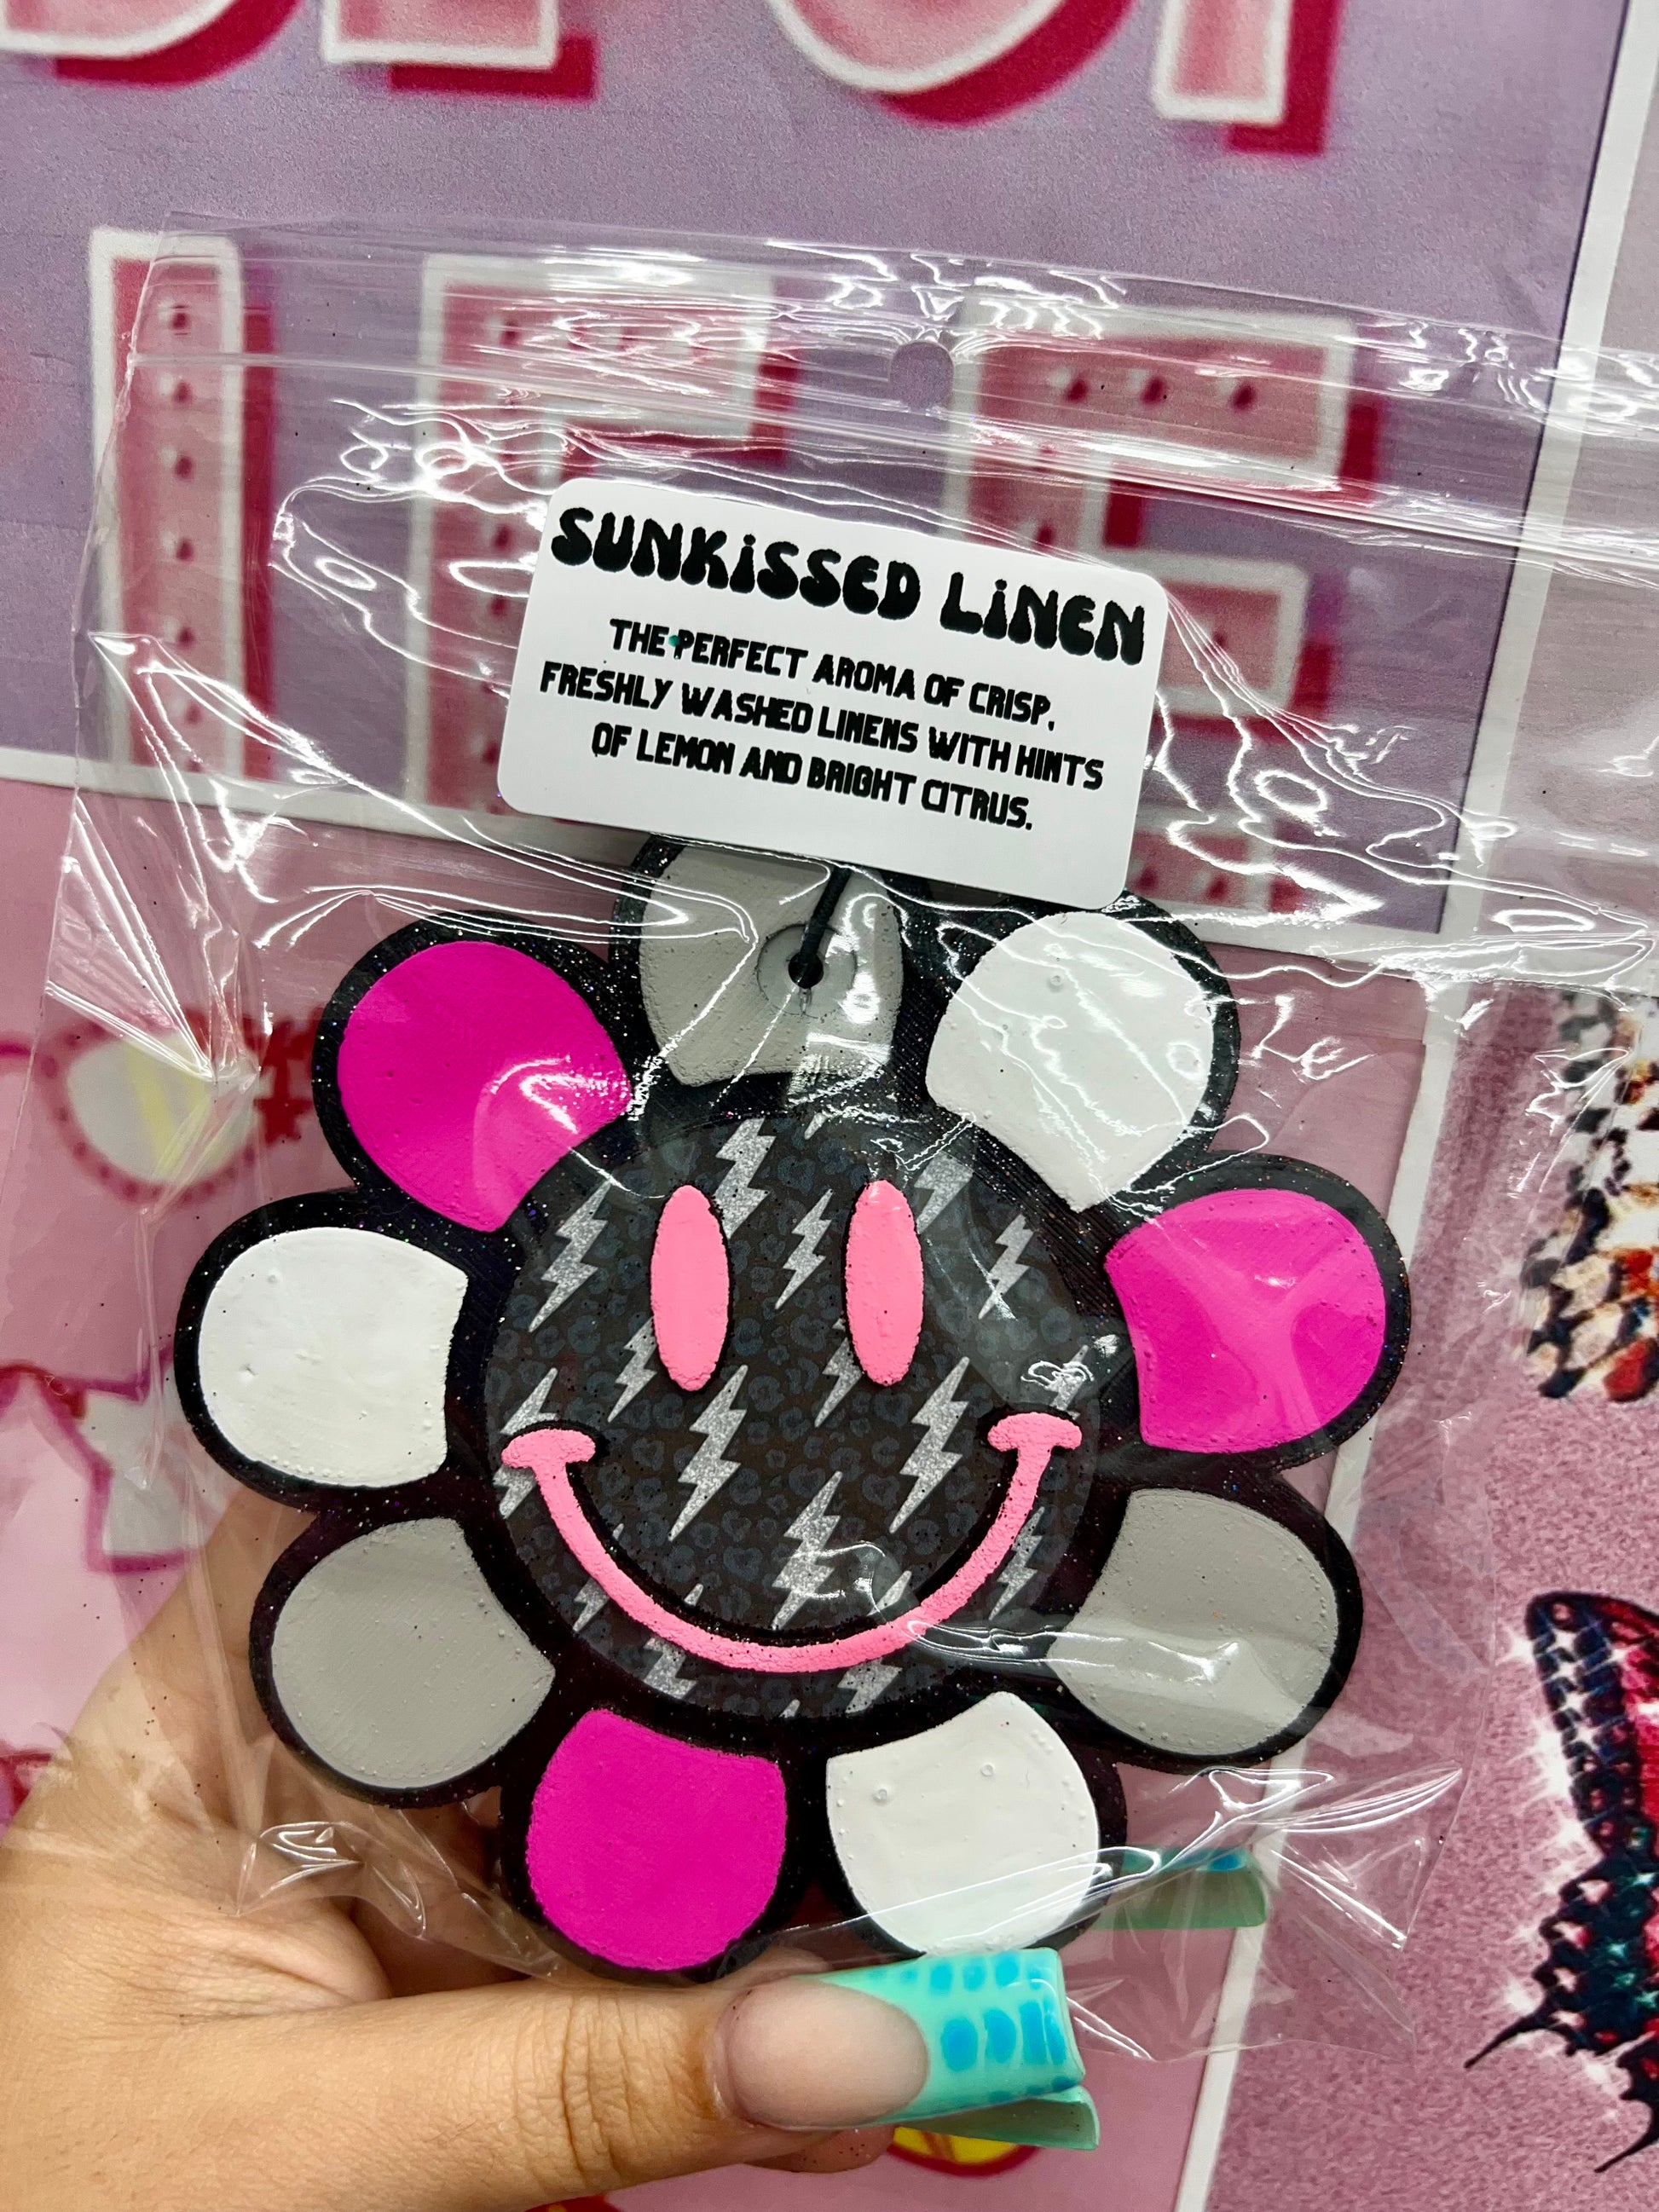 SUNKiSSED LiNEN
THE PERFECT AROMA OF CRISP,
FRESHLY WASHED LINENS WITH HINTS
OF LEMON AND BRIGHT CITRUS.